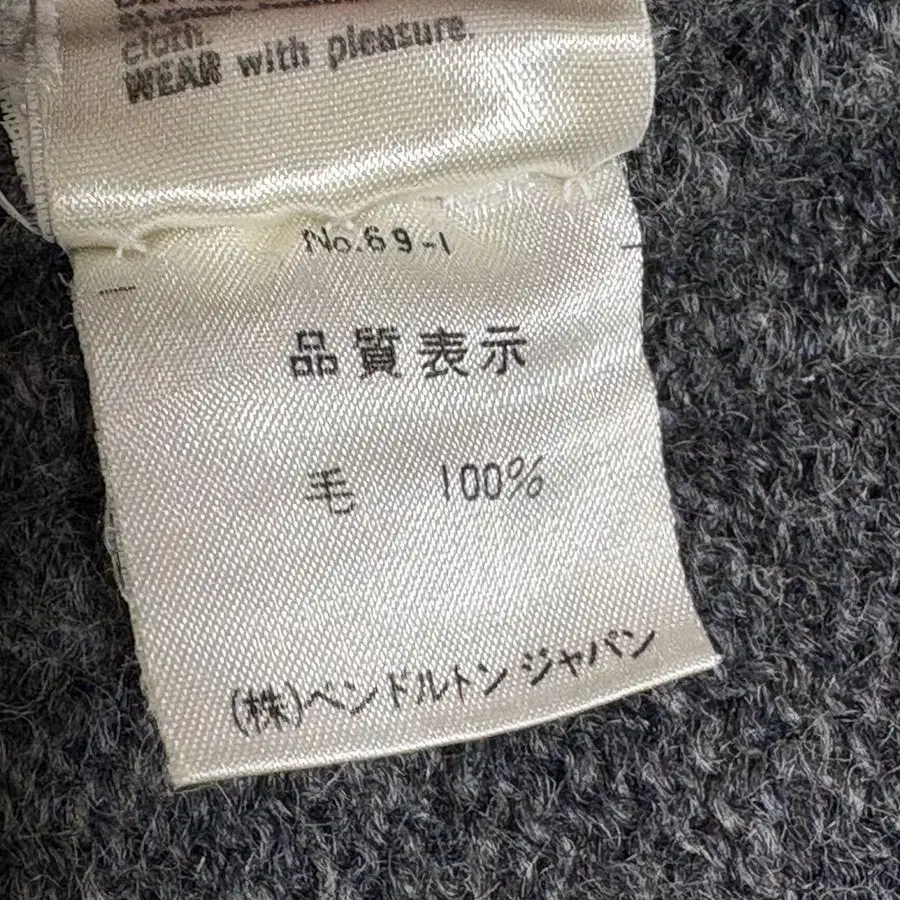 cloth.
WEAR with pleasure.
No.69-1
品質表示
毛 100%
(株)ペンドルトン ジャパン